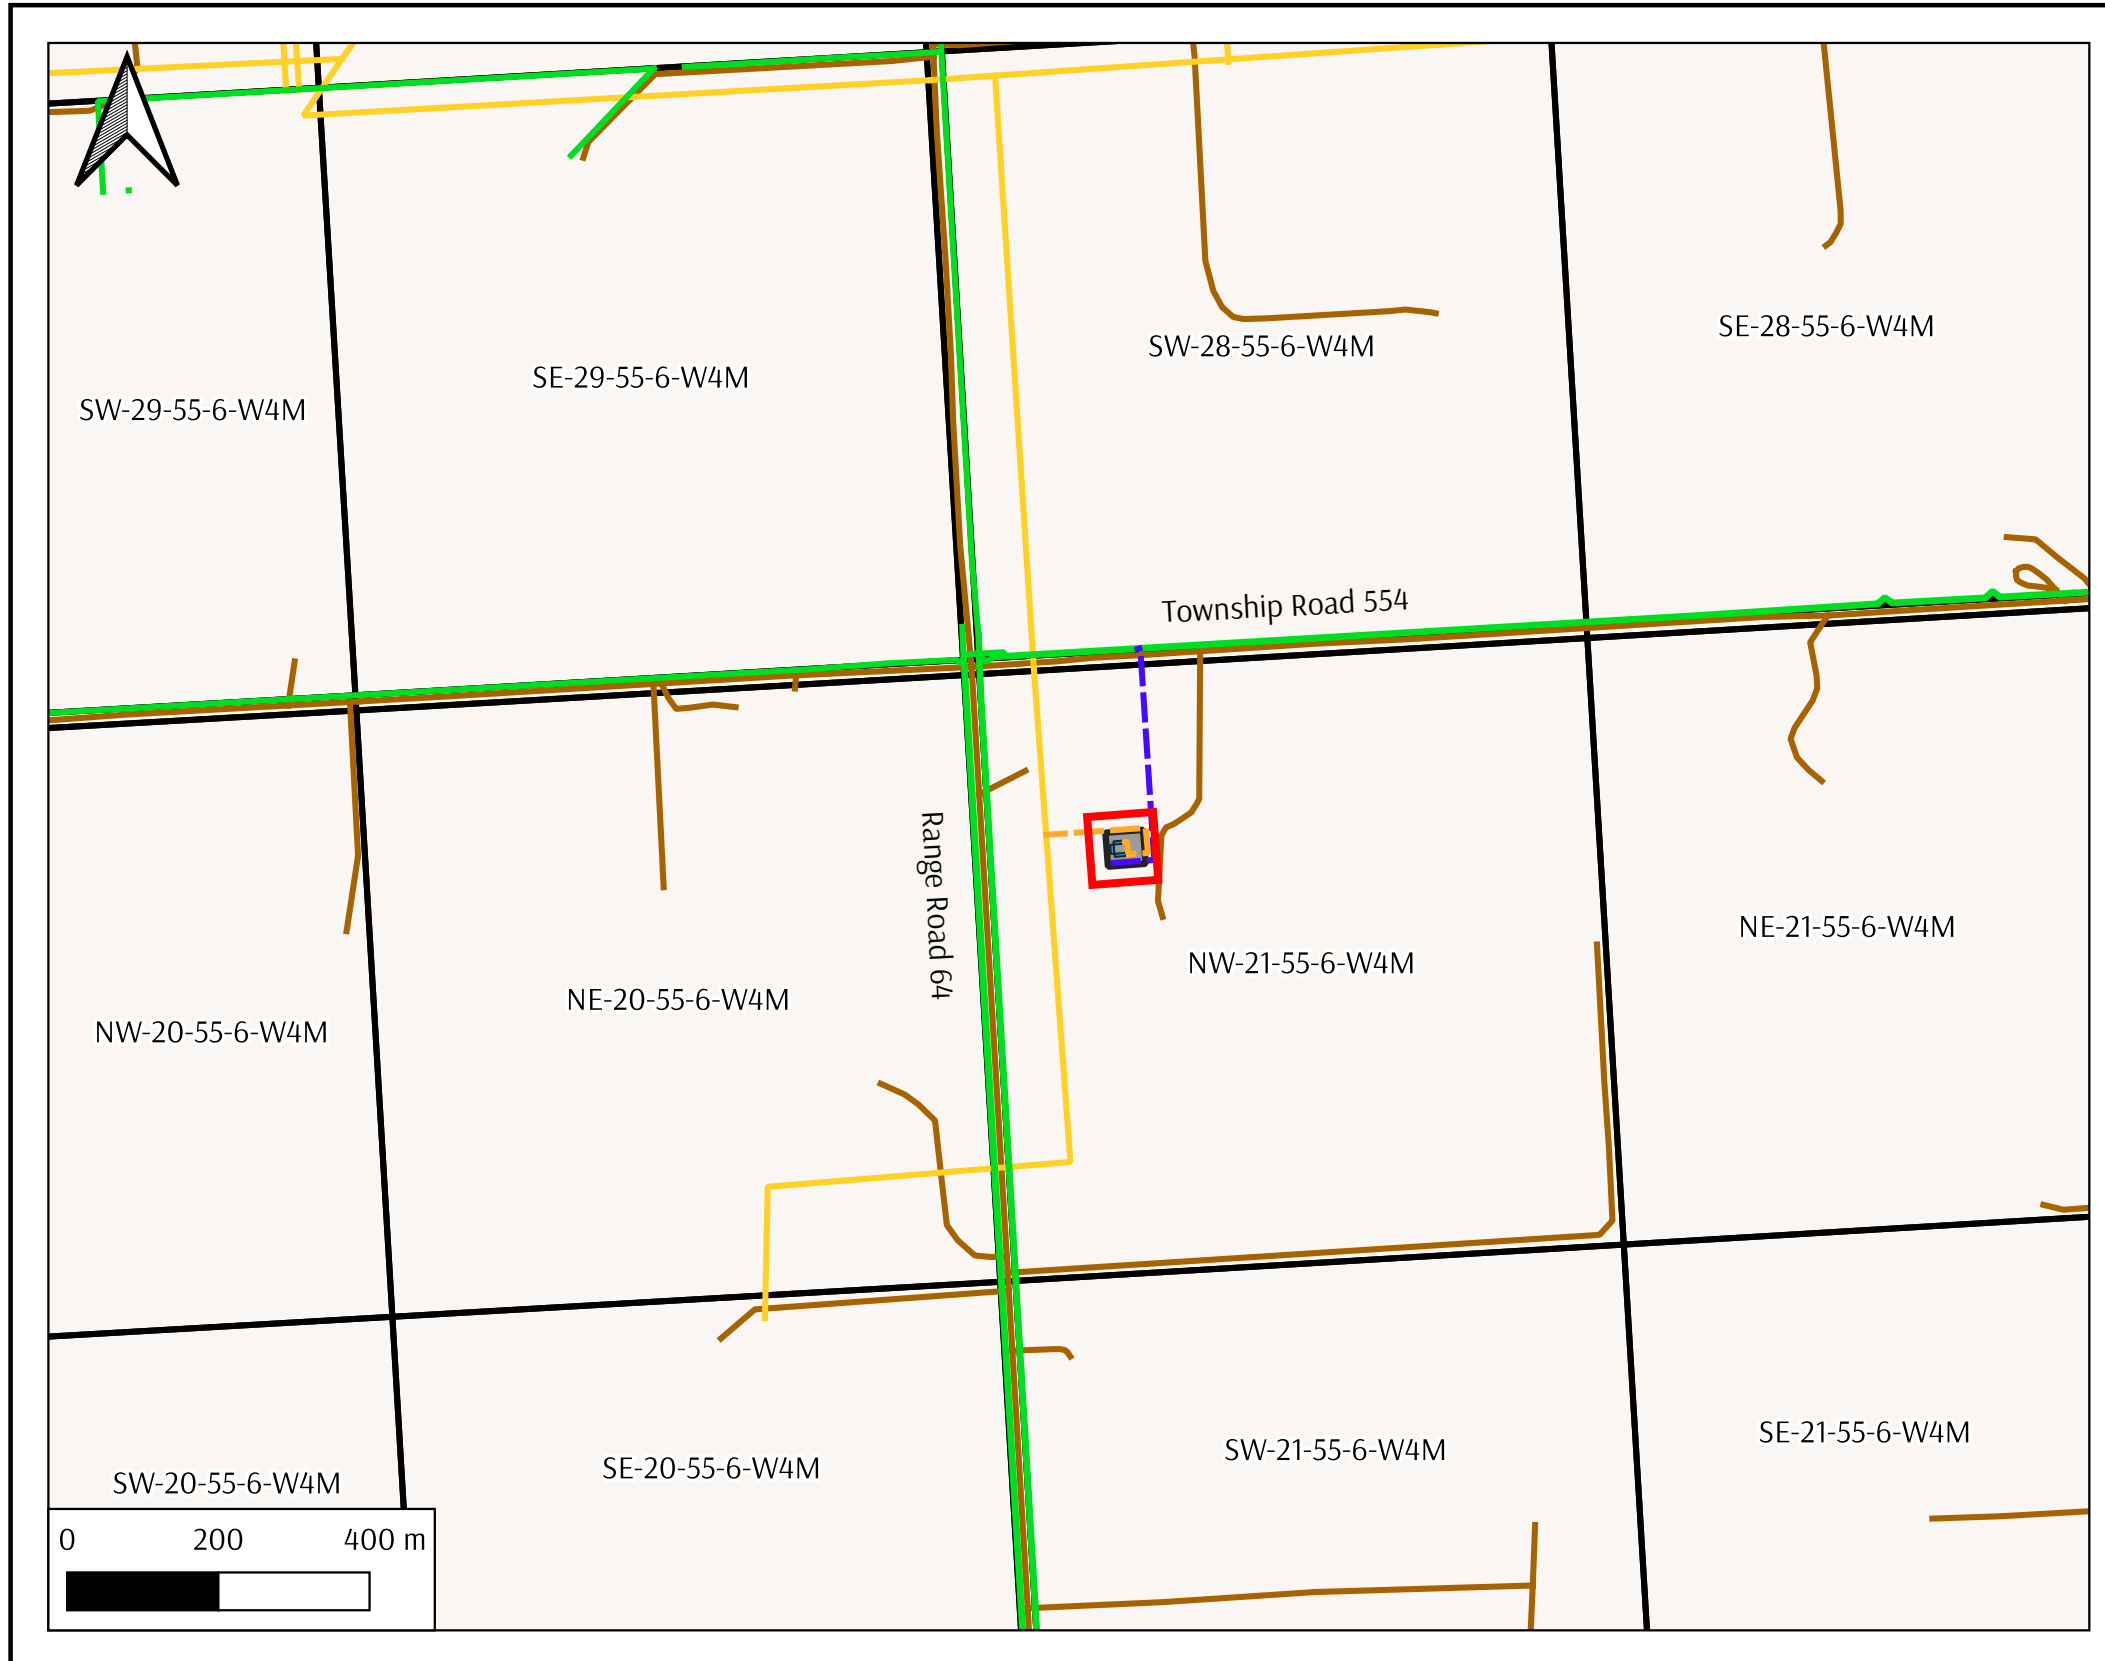 SE-28-55-6-W4M
SW-28-55-6-W4M
SE-29-55-6-W4M
SW-29-55-6-W4M
Township Road 554
Range Road 64
NE-21-55-6-W4M
NW-21-55-6-W4M
NE-20-55-6-W4M
NW-20-55-6-W4M
SE-21-55-6-W4M
SW-21-55-6-W4M
SE-20-55-6-W4M
SW-20-55-6-W4M
0 200 400 m